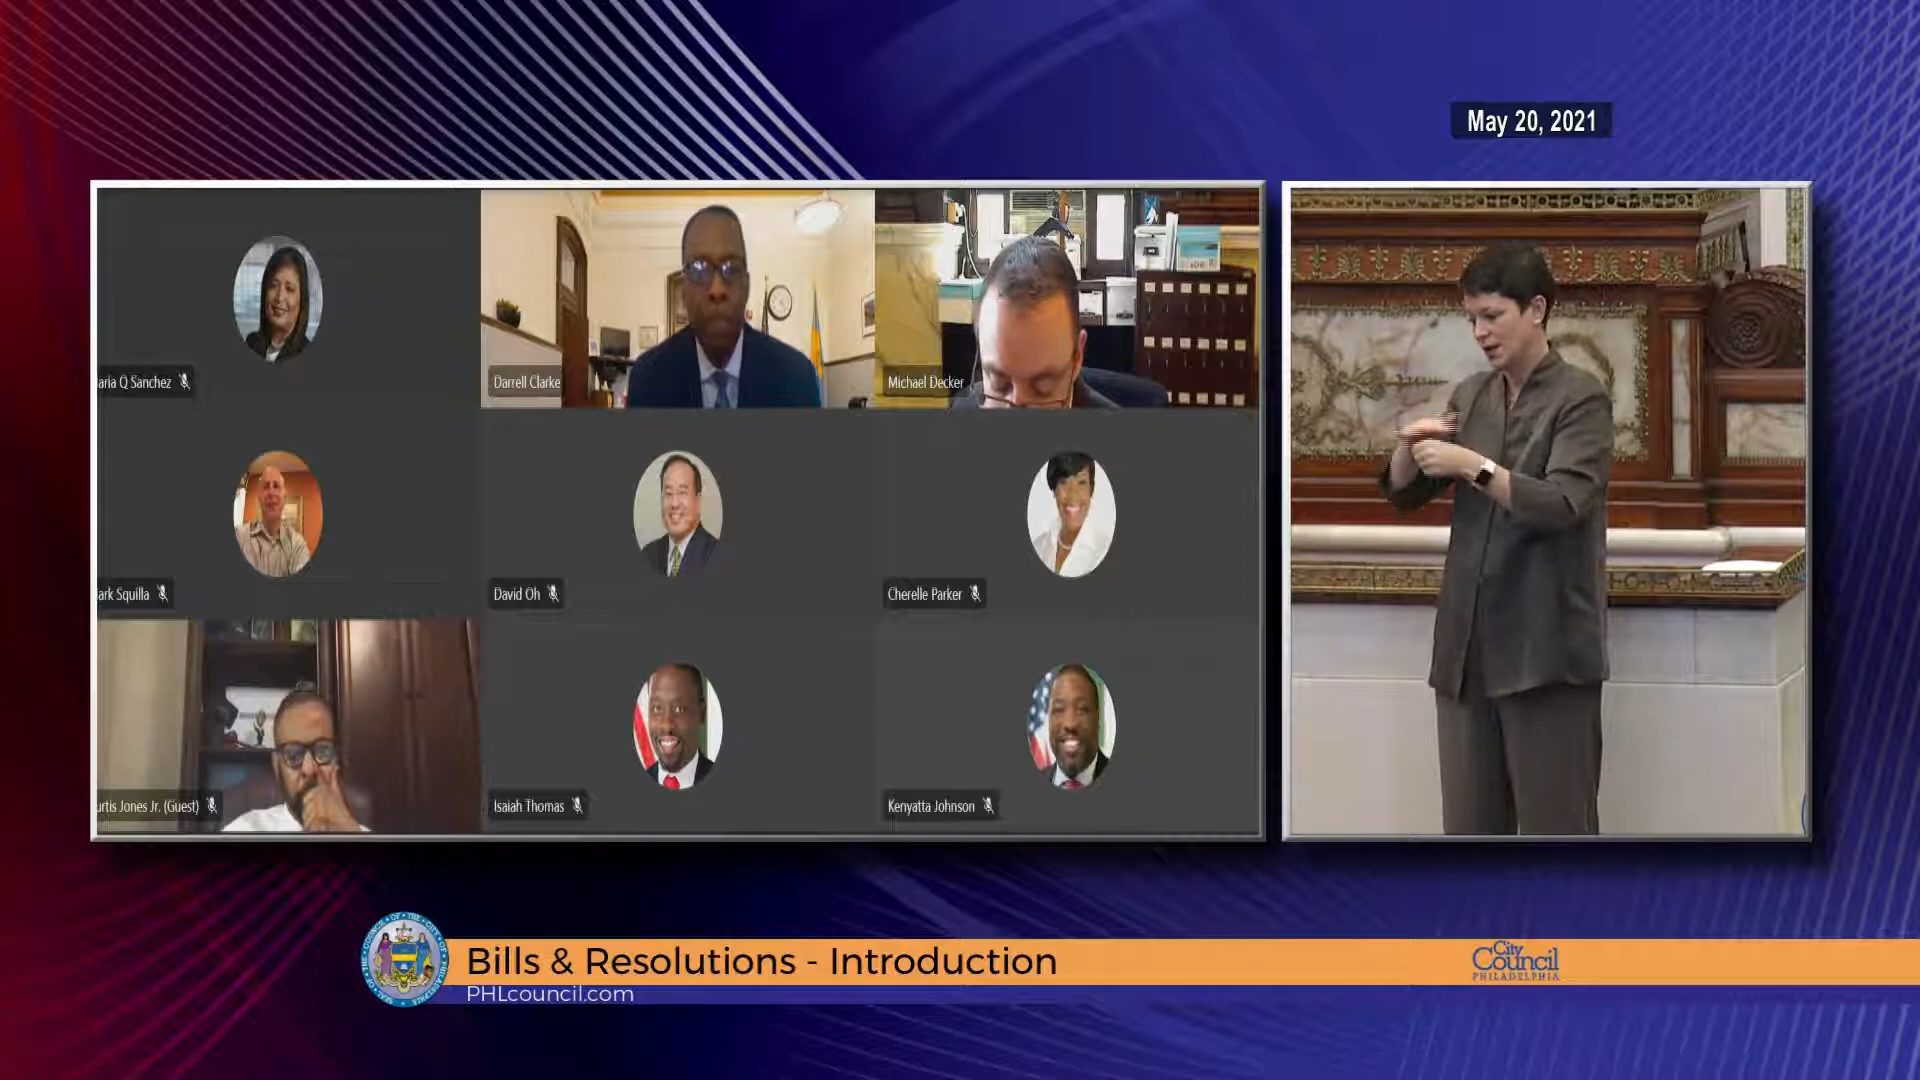 May 20, 2021
aria Q Sanchez
Darrell Clarke
Michael Decker
ark Squilla
David Oh
Cherelle Parker
urtis Jones Jr. (Guest)
Isaiah Thomas
Kenyatta Johnson
Bills & Resolutions - Introduction
City
Council
PHILADELPHIA
PHLcouncil.com